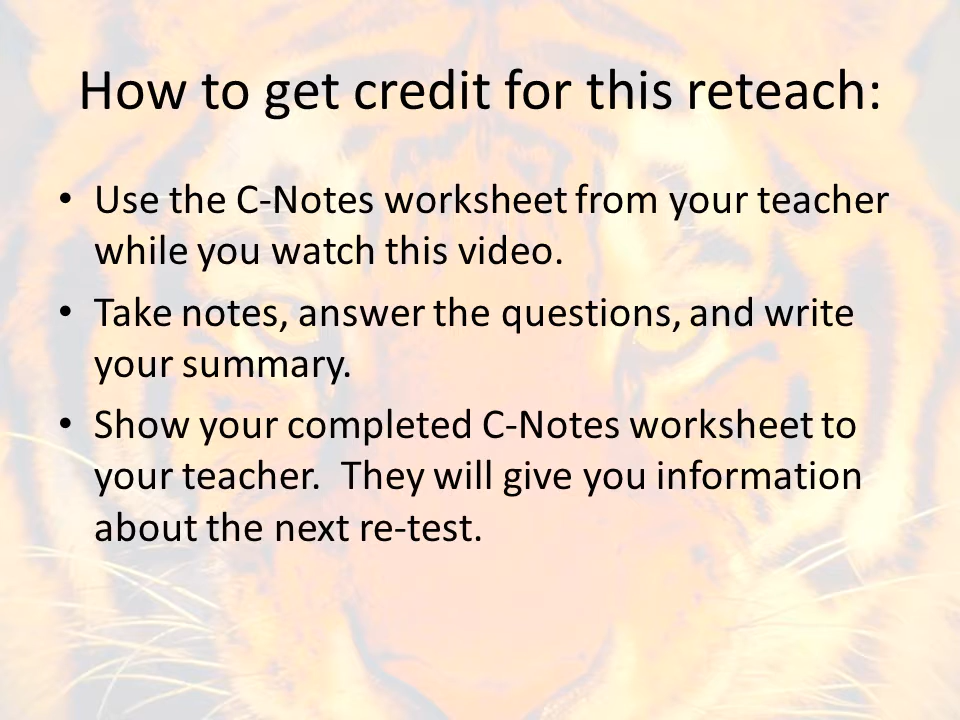 How to get credit for this reteach:
• Use the C-Notes worksheet from your teacher
while you watch this video.
• Take notes, answer the questions, and write
your summary.
• Show your completed C-Notes worksheet to
your teacher.  They will give you information
about the next re-test.